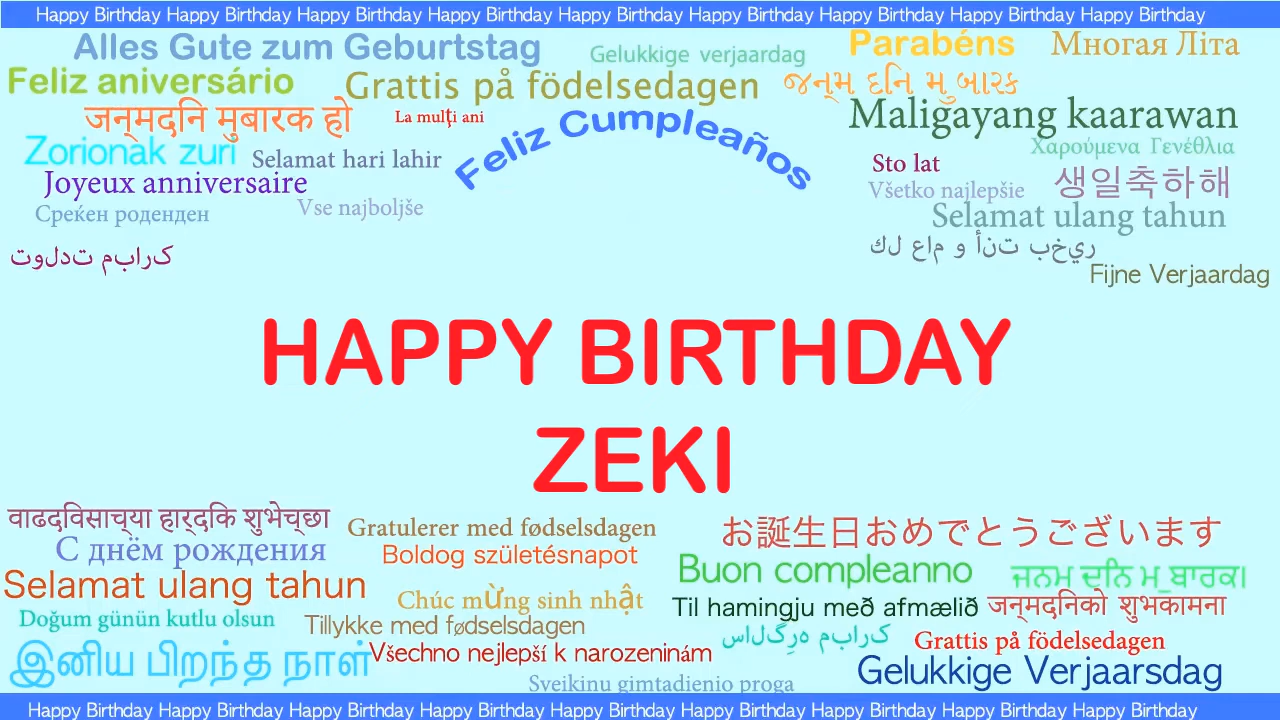 Happy Birthday Happy Birthday Happy Birthday Happy Birthday Happy Birthday Happy Birthday Happy Birthday Happy Birthday Happy Birthday
Alles Gute zum Geburtstag
Gelukkige verjaardag
Parabéns
Многая Літа
Feliz aniversário
Grattis på födelsedagen
જન્મ દિન મુબારક
जन्मदिन मुबारक हो
La mulţi ani
Feliz Cumpleaños
Maligayang kaarawan
Zorionak zuri
Selamat hari lahir
Χαρούμενα Γενέθλια
Sto lat
Joyeux anniversaire
Všetko najlepšie
생일축하해
Среќен роденден
Vse najboljše
Selamat ulang tahun
تولدت مبارک
كل عام و أنت بخير
Fijne Verjaardag
HAPPY BIRTHDAY
ZEKI
वाढदिवसाच्या हार्दिक शुभेच्छा
Gratulerer med fødselsdagen
お誕生日おめでとうございます
С днём рождения
Boldog születésnapot
Buon compleanno
ਜਨਮ ਦਿਨ ਮੁਬਾਰਕ।
Selamat ulang tahun
Chúc mừng sinh nhật
Til hamingju með afmælið
जन्मदिनको शुभकामना
Doğum günün kutlu olsun
Tillykke med fødselsdagen
سالگرہ مبارک
Grattis på födelsedagen
இனிய பிறந்த நாள்
Všechno nejlepší k narozeninám
Gelukkige Verjaarsdag
Sveikinu gimtadienio proga
Happy Birthday Happy Birthday Happy Birthday Happy Birthday Happy Birthday Happy Birthday Happy Birthday Happy Birthday Happy Birthday